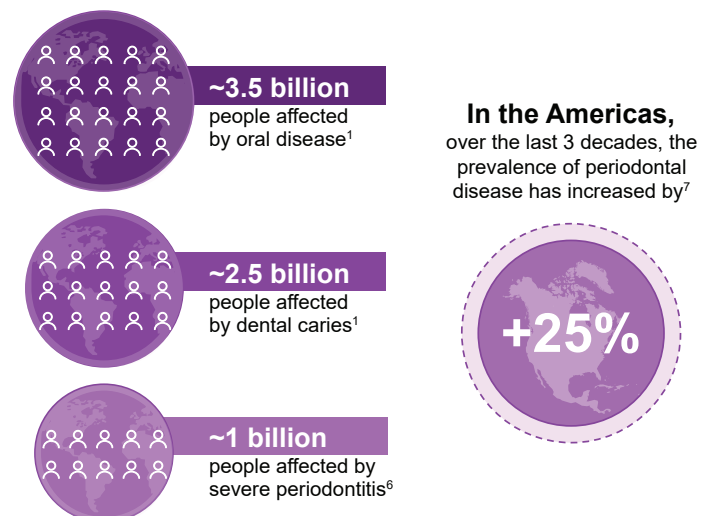 ~3.5 billion
people affected
by oral disease¹
~2.5 billion
people affected
by dental caries¹
~1 billion
people affected by
severe periodontitis⁶
In the Americas,
over the last 3 decades, the
prevalence of periodontal
disease has increased by⁷
+25%